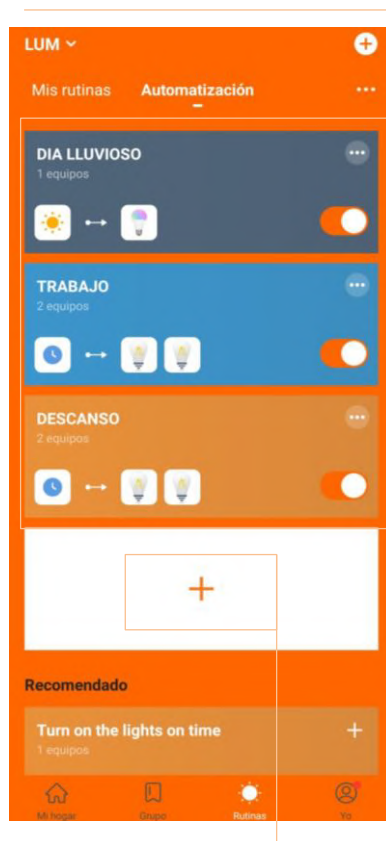 LUM
Mis rutinas Automatización
DIA LLUVIOSO
1 equipos
TRABAJO
2 equipos
DESCANSO
2 equipos
Recomendado
Turn on the lights on time
1 equipos
Mi hogar Grupo Rutinas Yo